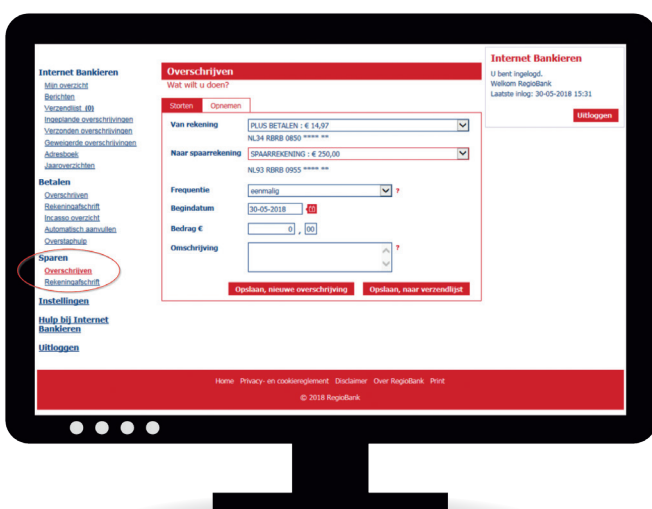 Internet Bankieren
Mijn overzicht
Berichten
Verzendlijst (0)
Ingeplande overschrijvingen
Verzonden overschrijvingen
Geweigerde overschrijvingen
Adresboek
Jaaroverzichten
Betalen
Overschrijven
Rekeningafschrift
Incasso overzicht
Automatisch aanvullen
Overstaphulp
Sparen
Overschrijven
Rekeningafschrift
Instellingen
Hulp bij Internet
Bankieren
Uitloggen
Overschrijven
Wat wilt u doen?
Storten Opnemen
Van rekening PLUS BETALEN : € 14,97
NL34 RBRB 0850 **** **
Naar spaarrekening SPAARREKENING : € 250,00
NL93 RBRB 0955 **** **
Frequentie eenmalig ?
Begindatum 30-05-2018
Bedrag € 0 , 00
Omschrijving ?
Opslaan, nieuwe overschrijving Opslaan, naar verzendlijst
Internet Bankieren
U bent ingelogd.
Welkom RegioBank
Laatste inlog: 30-05-2018 15:31
Uitloggen
Home Privacy- en cookiereglement Disclaimer Over RegioBank Print
© 2018 RegioBank